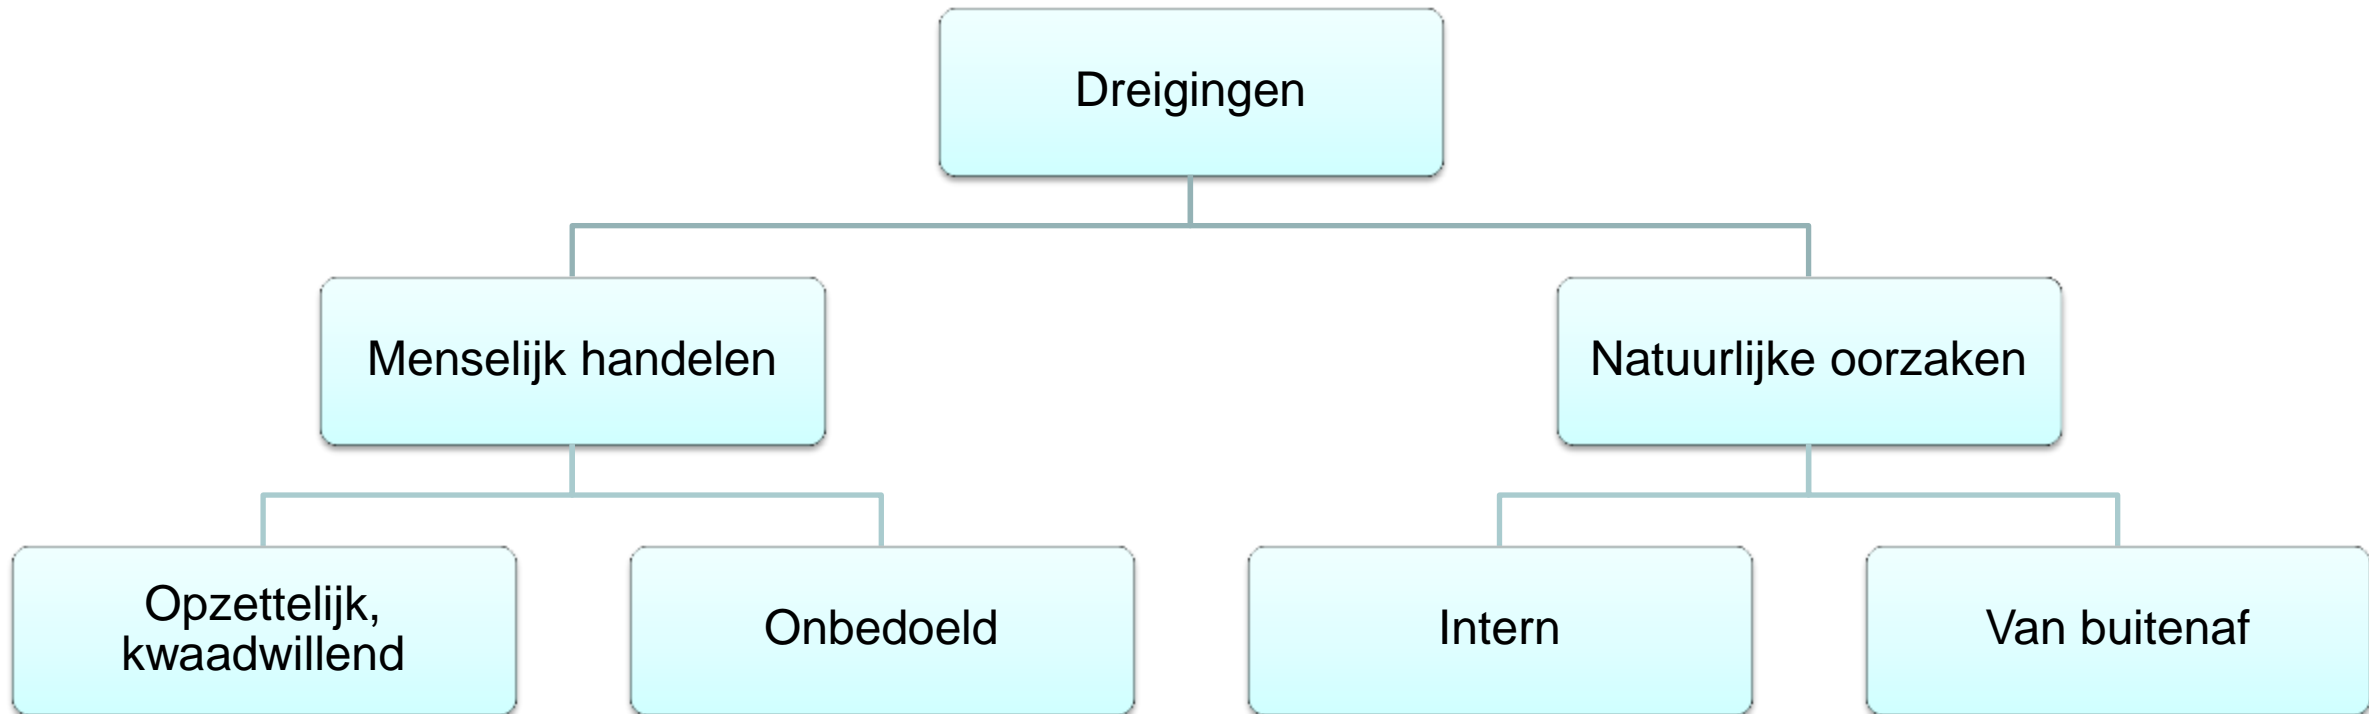 Dreigingen
Menselijk handelen
Natuurlijke oorzaken
Opzettelijk,
kwaadwillend
Onbedoeld
Intern
Van buitenaf